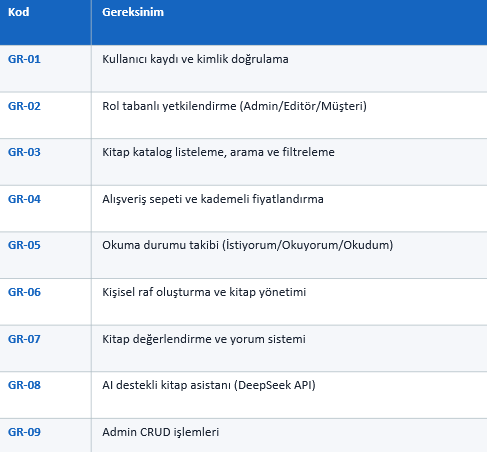 Kod Gereksinim
GR-01 Kullanıcı kaydı ve kimlik doğrulama
GR-02 Rol tabanlı yetkilendirme (Admin/Editör/Müşteri)
GR-03 Kitap katalog listeleme, arama ve filtreleme
GR-04 Alışveriş sepeti ve kademeli fiyatlandırma
GR-05 Okuma durumu takibi (İstiyorum/Okuyorum/Okudum)
GR-06 Kişisel raf oluşturma ve kitap yönetimi
GR-07 Kitap değerlendirme ve yorum sistemi
GR-08 AI destekli kitap asistanı (DeepSeek API)
GR-09 Admin CRUD işlemleri